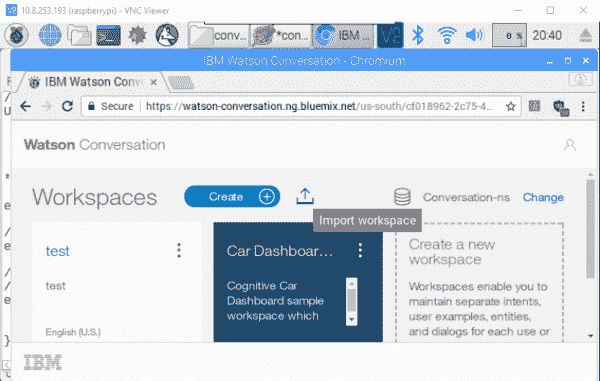 10.8.253.193 (raspberrypi) - VNC Viewer
conv...
*con...
IBM ...
0 %
20:40
IBM Watson Conversation - Chromium
IBM Watson Conv
Secure
https://watson-conversation.ng.bluemix.net/us-south/cf018962-2c75-4...
Watson Conversation
Workspaces
Create
Conversation-ns
Change
Import workspace
test
test
English (U.S.)
Car Dashboar...
Cognitive Car
Dashboard sample
workspace which
Create a new
workspace
Workspaces enable you to
maintain separate intents,
user examples, entities,
and dialogs for each use or
IBM